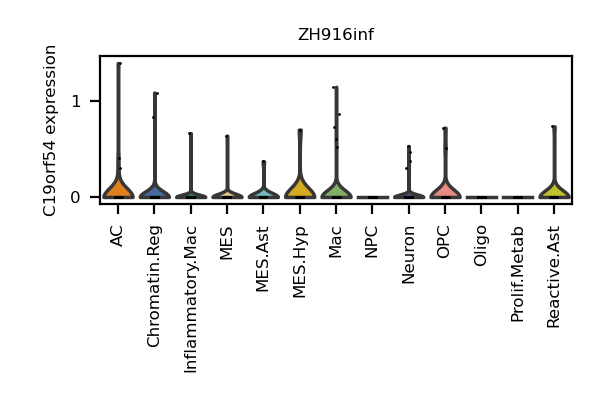 ZH916inf
C19orf54 expression
1
0
AC
Chromatin.Reg
Inflammatory.Mac
MES
MES.Ast
MES.Hyp
Mac
NPC
Neuron
OPC
Oligo
Prolif.Metab
Reactive.Ast